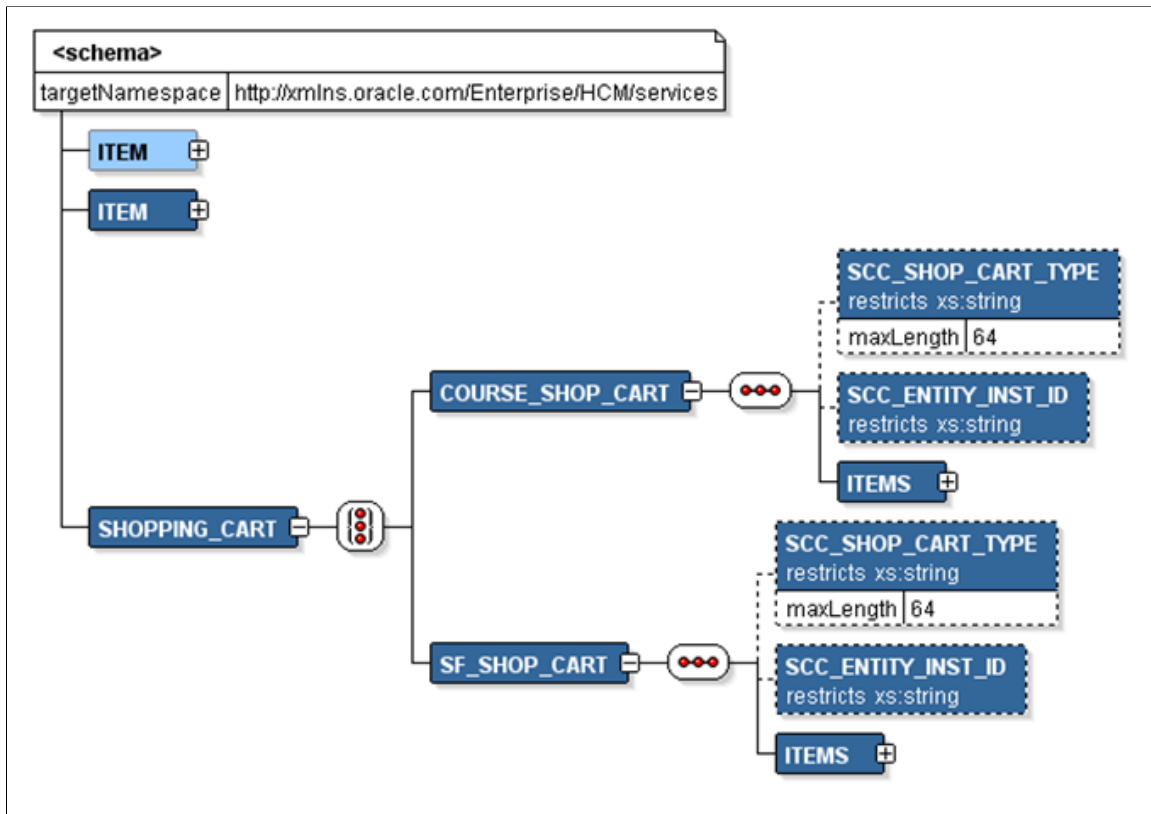 <schema>
targetNamespace http://xmlns.oracle.com/Enterprise/HCM/services
ITEM
ITEM
SCC_SHOP_CART_TYPE
restricts xs:string
maxLength 64
COURSE_SHOP_CART
SCC_ENTITY_INST_ID
restricts xs:string
ITEMS
SHOPPING_CART
SCC_SHOP_CART_TYPE
restricts xs:string
maxLength 64
SF_SHOP_CART
SCC_ENTITY_INST_ID
restricts xs:string
ITEMS